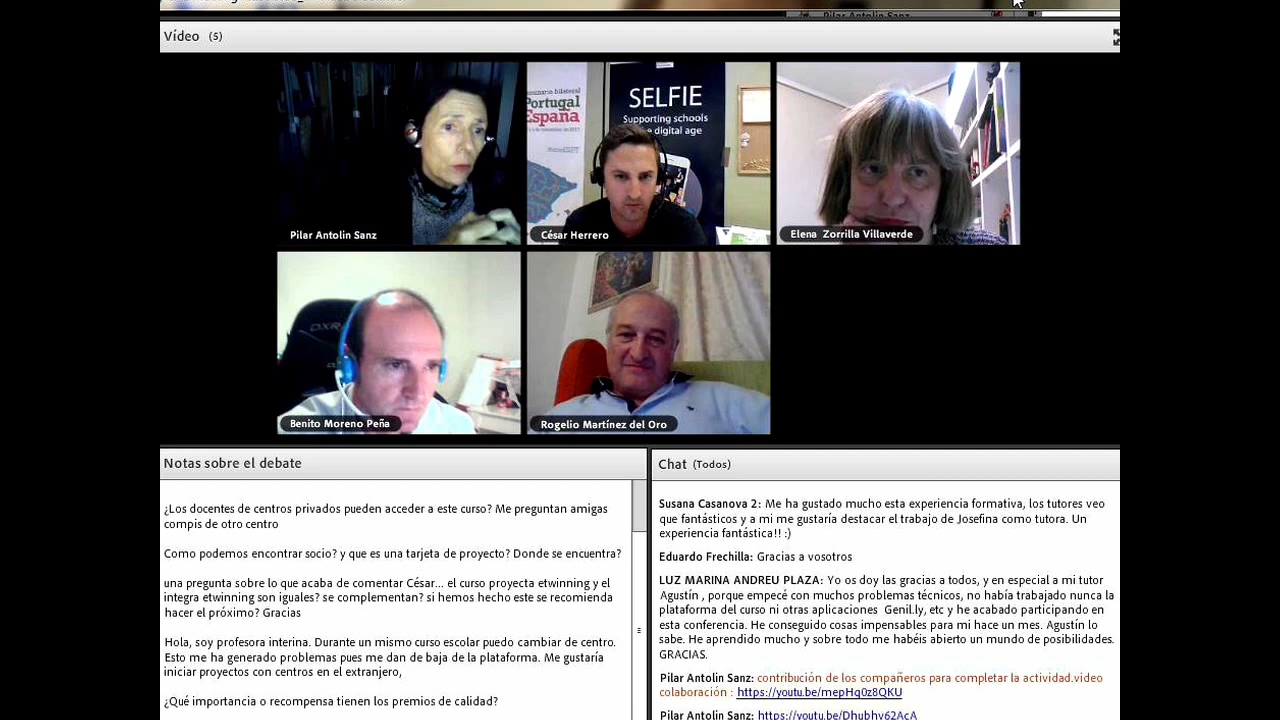 Pilar Antolin Sanz
Vídeo (5)
Portugal
España
SELFIE
Supporting schools
digital age
Pilar Antolin Sanz
César Herrero
Elena Zorrilla Villaverde
DXR
Benito Moreno Peña
Rogelio Martínez del Oro
Notas sobre el debate
¿Los docentes de centros privados pueden acceder a este curso? Me preguntan amigas
compis de otro centro
Como podemos encontrar socio? y que es una tarjeta de proyecto? Donde se encuentra?
una pregunta sobre lo que acaba de comentar César... el curso proyecta etwinning y el
integra etwinning son iguales? se complementan? si hemos hecho este se recomienda
hacer el próximo? Gracias
Hola, soy profesora interina. Durante un mismo curso escolar puedo cambiar de centro.
Esto me ha generado problemas pues me dan de baja de la plataforma. Me gustaría
iniciar proyectos con centros en el extranjero,
¿Qué importancia o recompensa tienen los premios de calidad?
Chat (Todos)
Susana Casanova 2: Me ha gustado mucho esta experiencia formativa, los tutores veo
que fantásticos y a mi me gustaría destacar el trabajo de Josefina como tutora. Un
experiencia fantástica!! :)
Eduardo Frechilla: Gracias a vosotros
LUZ MARINA ANDREU PLAZA: Yo os doy las gracias a todos, y en especial a mi tutor
Agustín , porque empecé con muchos problemas técnicos, no había trabajado nunca la
plataforma del curso ni otras aplicaciones Genil.ly, etc y he acabado participando en
esta conferencia. He conseguido cosas impensables para mi hace un mes. Agustín lo
sabe. He aprendido mucho y sobre todo me habéis abierto un mundo de posibilidades.
GRACIAS.
Pilar Antolin Sanz: contribución de los compañeros para completar la actividad.video
colaboración : https://youtu.be/mepHq0z8QKU
Pilar Antolin Sanz: https://youtu.be/Dhubhv62AcA